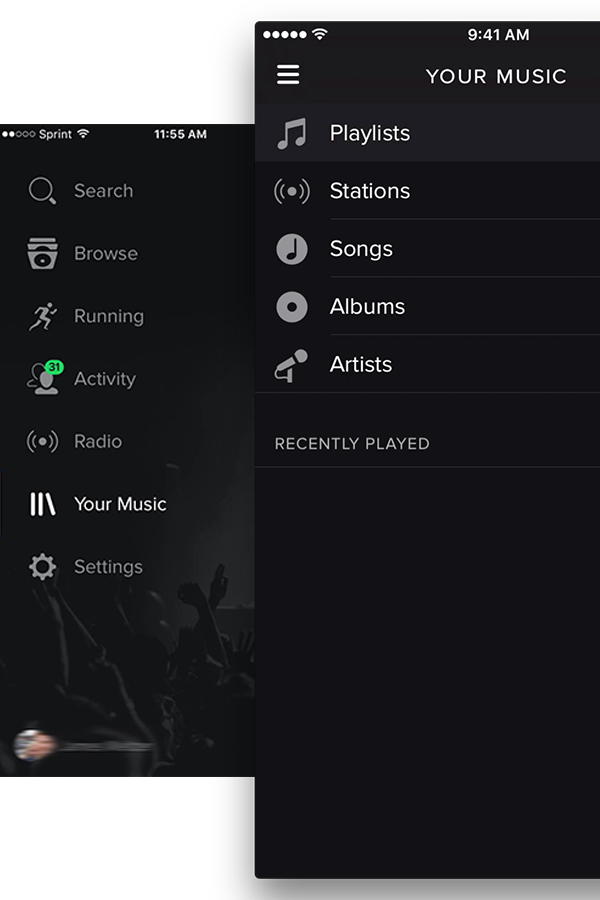 Sprint 11:55 AM
Search
Browse
Running
31
Activity
Radio
Your Music
Settings
9:41 AM
YOUR MUSIC
Playlists
Stations
Songs
Albums
Artists
RECENTLY PLAYED